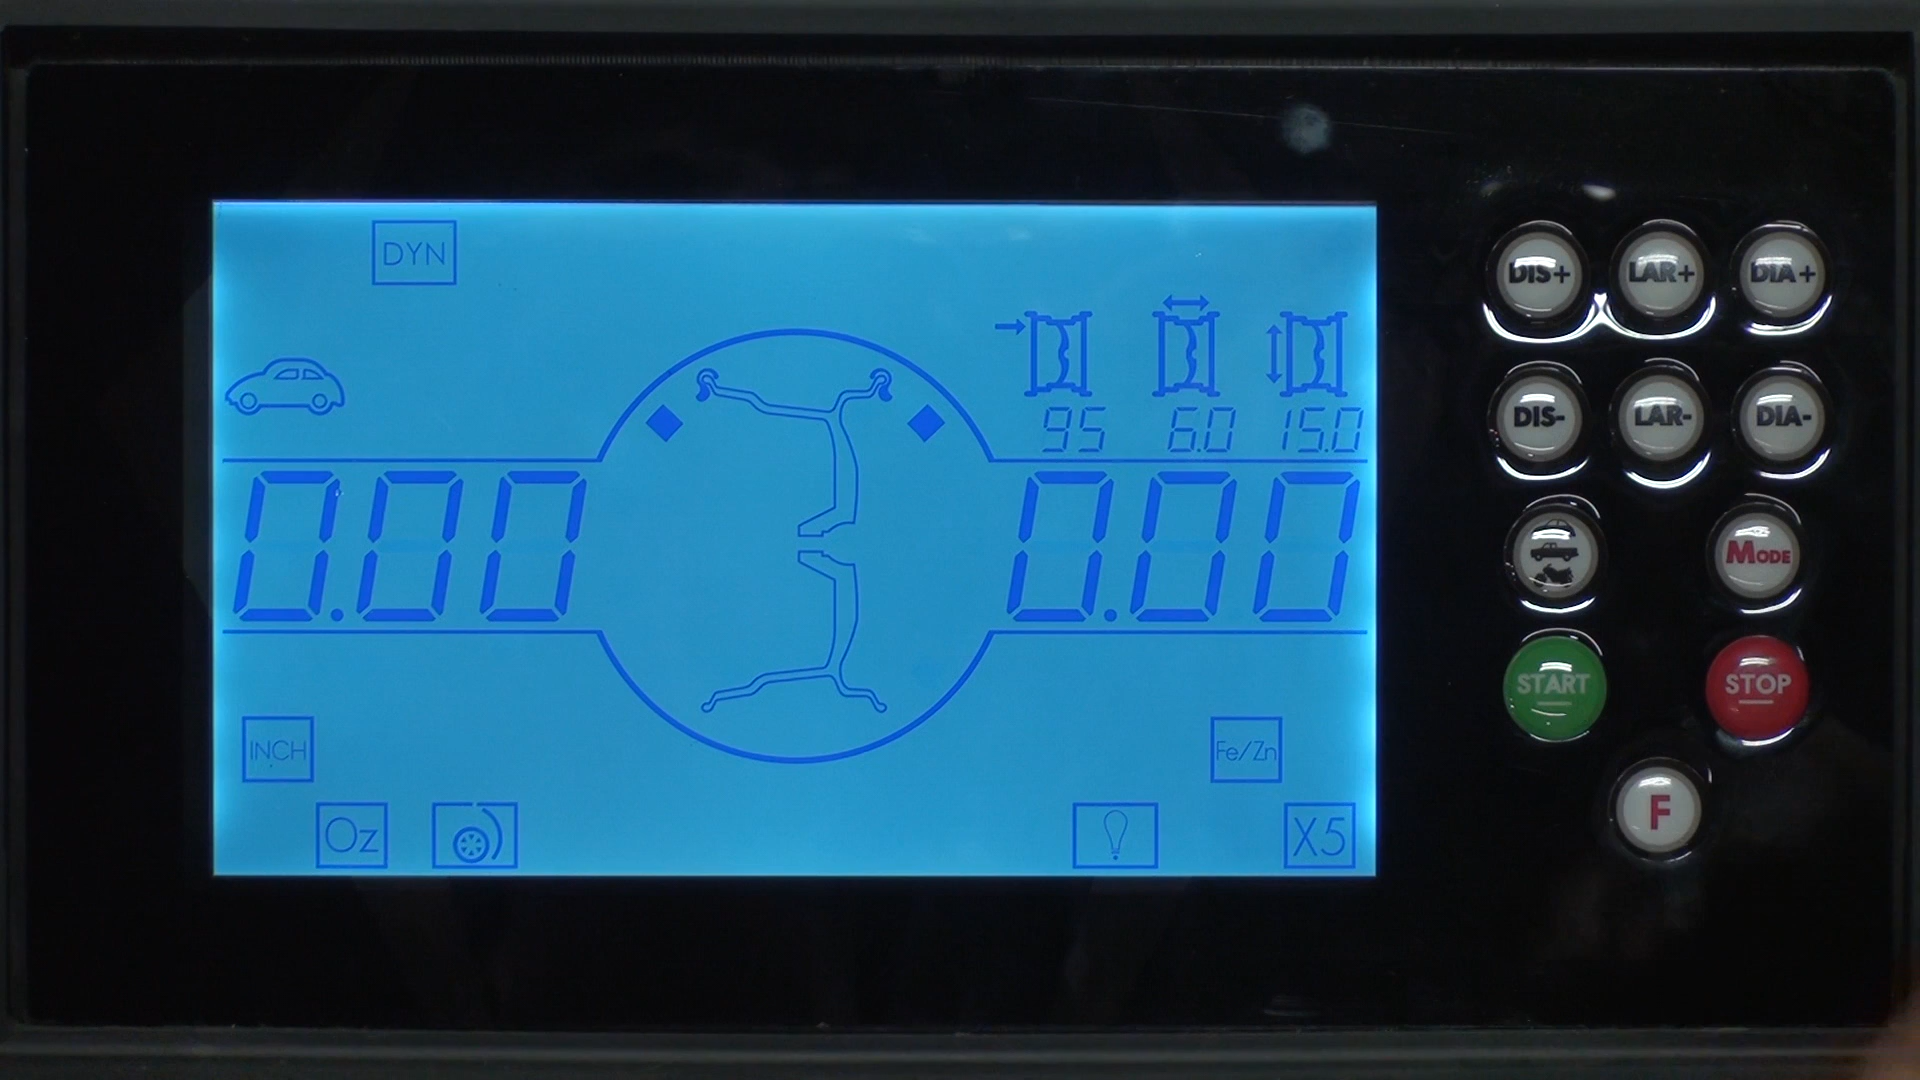 DYN
95 6.0 15.0
0.00 0.00
INCH
Fe/Zn
Oz
X5
DIS+ LAR+ DIA+
DIS- LAR- DIA-
MODE
START STOP
F